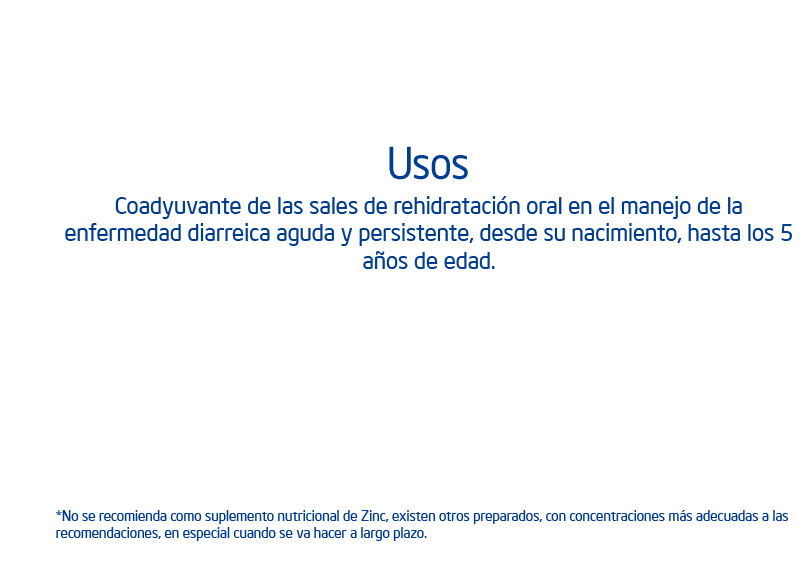 Usos
Coadyuvante de las sales de rehidratación oral en el manejo de la
enfermedad diarreica aguda y persistente, desde su nacimiento, hasta los 5
años de edad.
*No se recomienda como suplemento nutricional de Zinc, existen otros preparados, con concentraciones más adecuadas a las
recomendaciones, en especial cuando se va hacer a largo plazo.